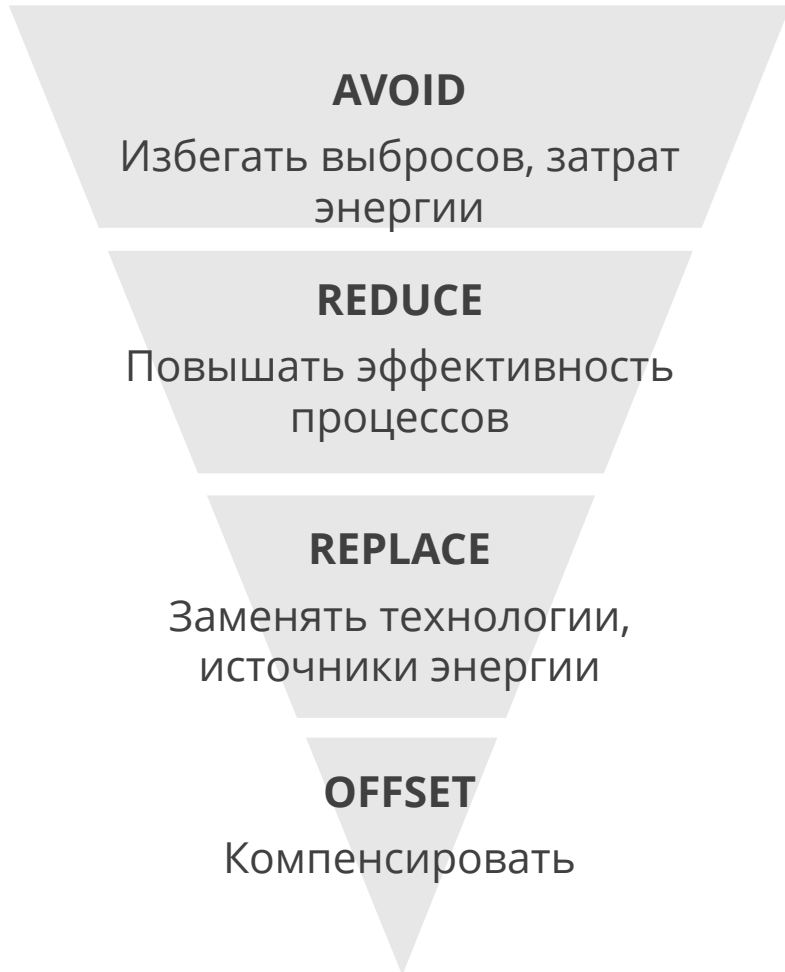 AVOID
Избегать выбросов, затрат
энергии
REDUCE
Повышать эффективность
процессов
REPLACE
Заменять технологии,
источники энергии
OFFSET
Компенсировать